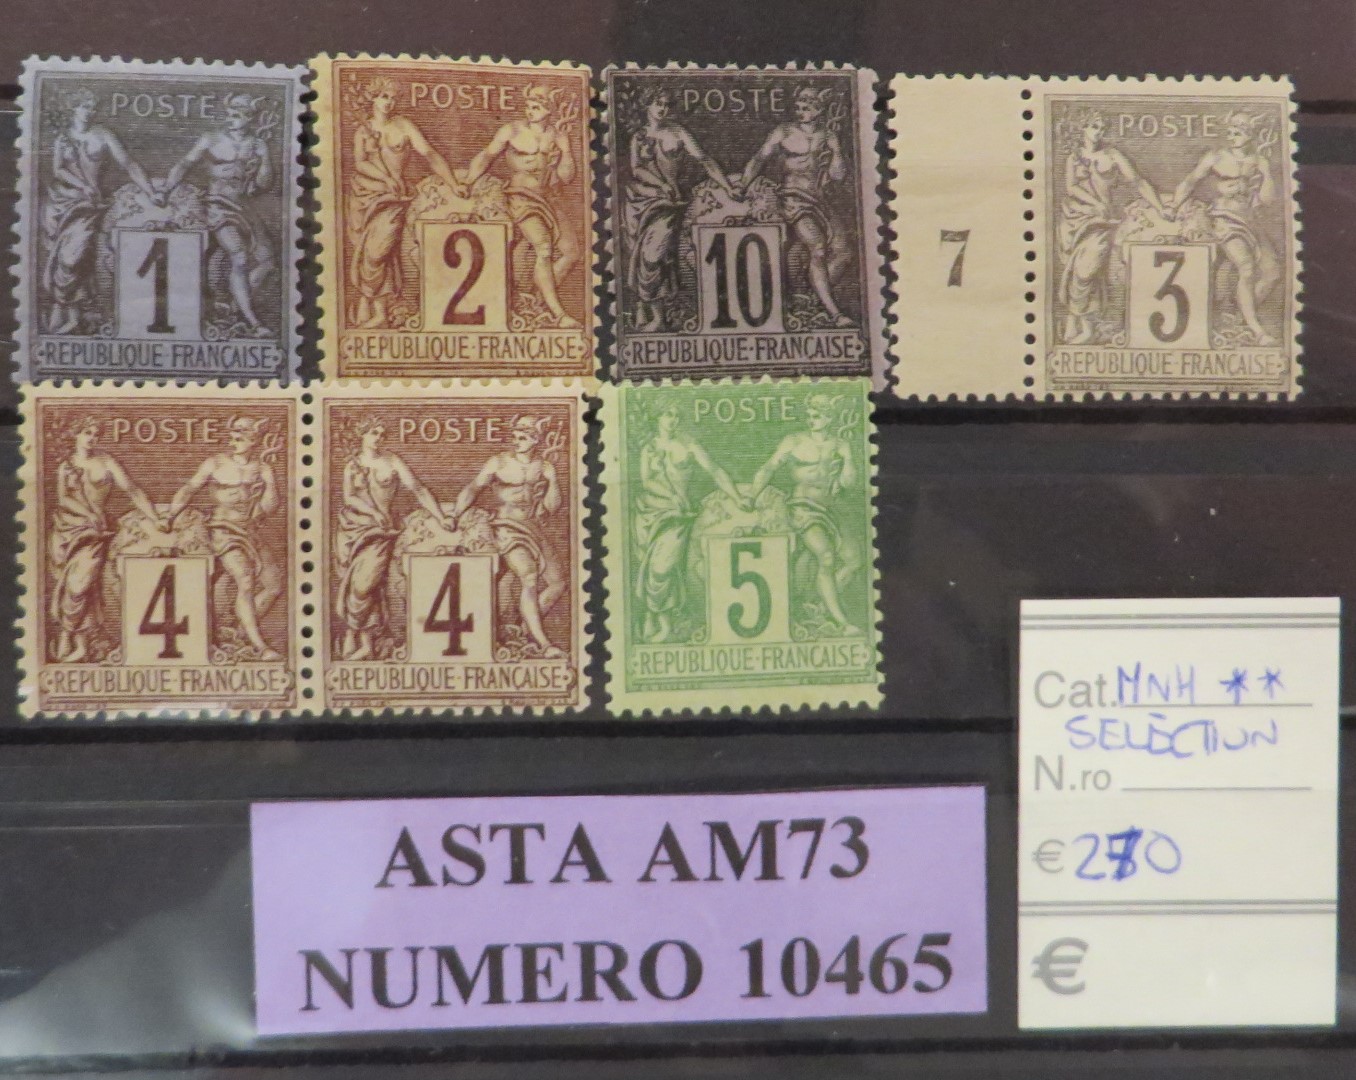 POSTE
1
REPUBLIQUE·FRANÇAISE
POSTE
2
REPUBLIQUE·FRANÇAISE
POSTE
10
REPUBLIQUE·FRANÇAISE
7
POSTE
3
REPUBLIQUE·FRANÇAISE
POSTE
4
REPUBLIQUE·FRANÇAISE
POSTE
4
REPUBLIQUE·FRANÇAISE
POSTE
5
REPUBLIQUE·FRANÇAISE
ASTA AM73
NUMERO 10465
Cat. MNH **
SELECTION
N.ro
€
€